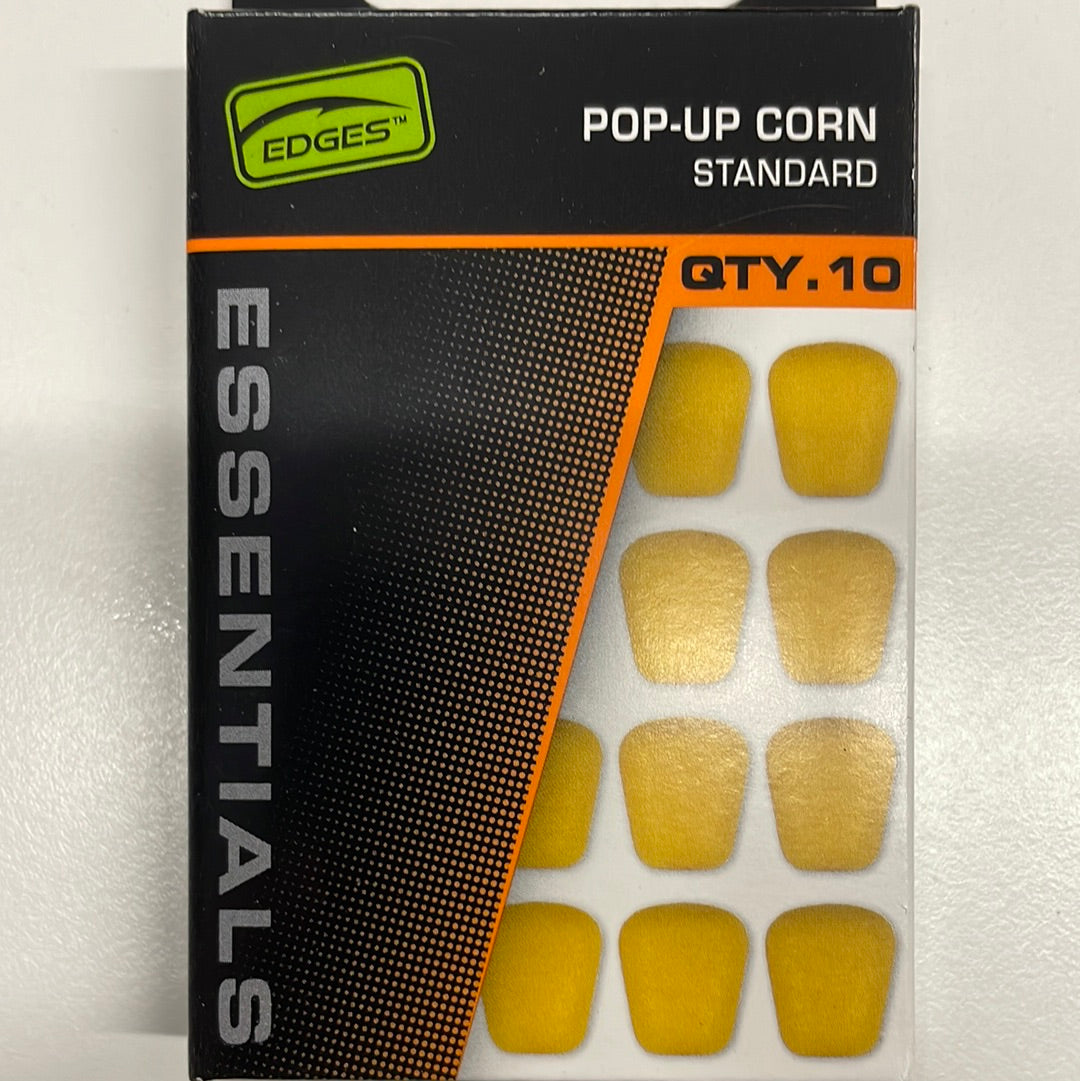 EDGES™
POP-UP CORN
STANDARD
QTY.10
ESSENTIALS